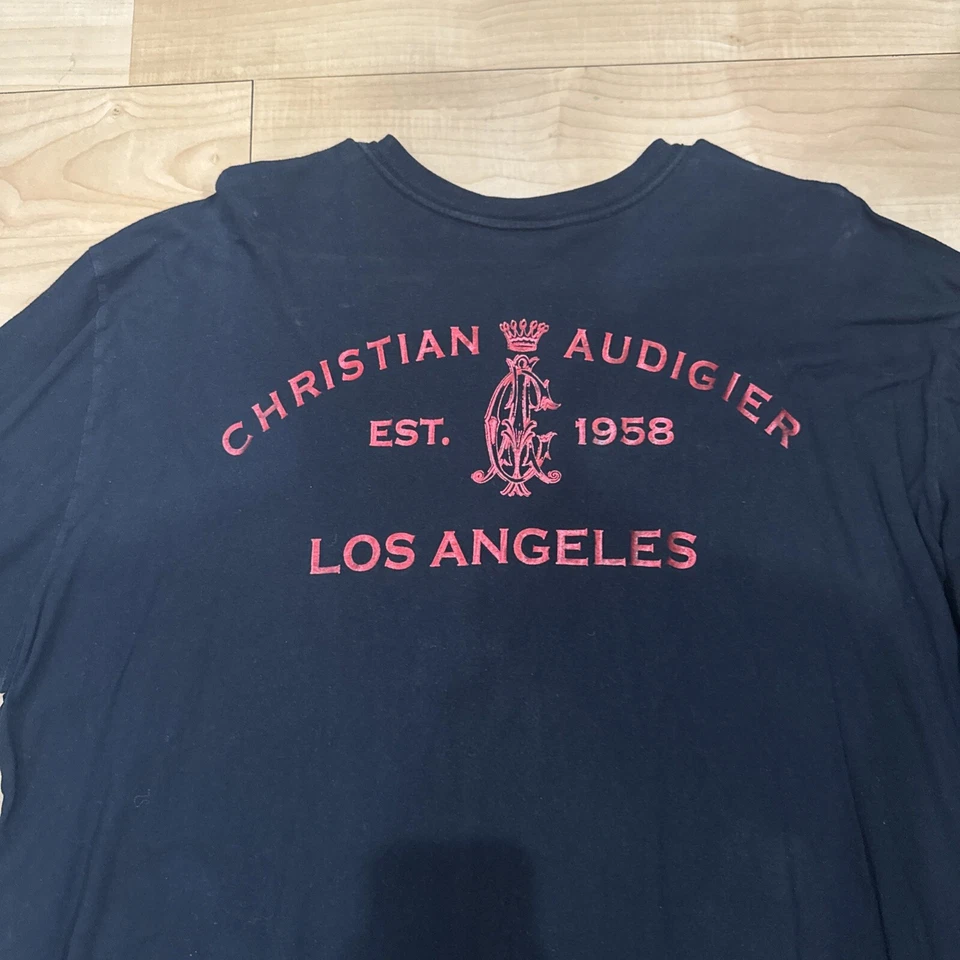 CHRISTIAN AUDIGIER
EST. 1958
LOS ANGELES